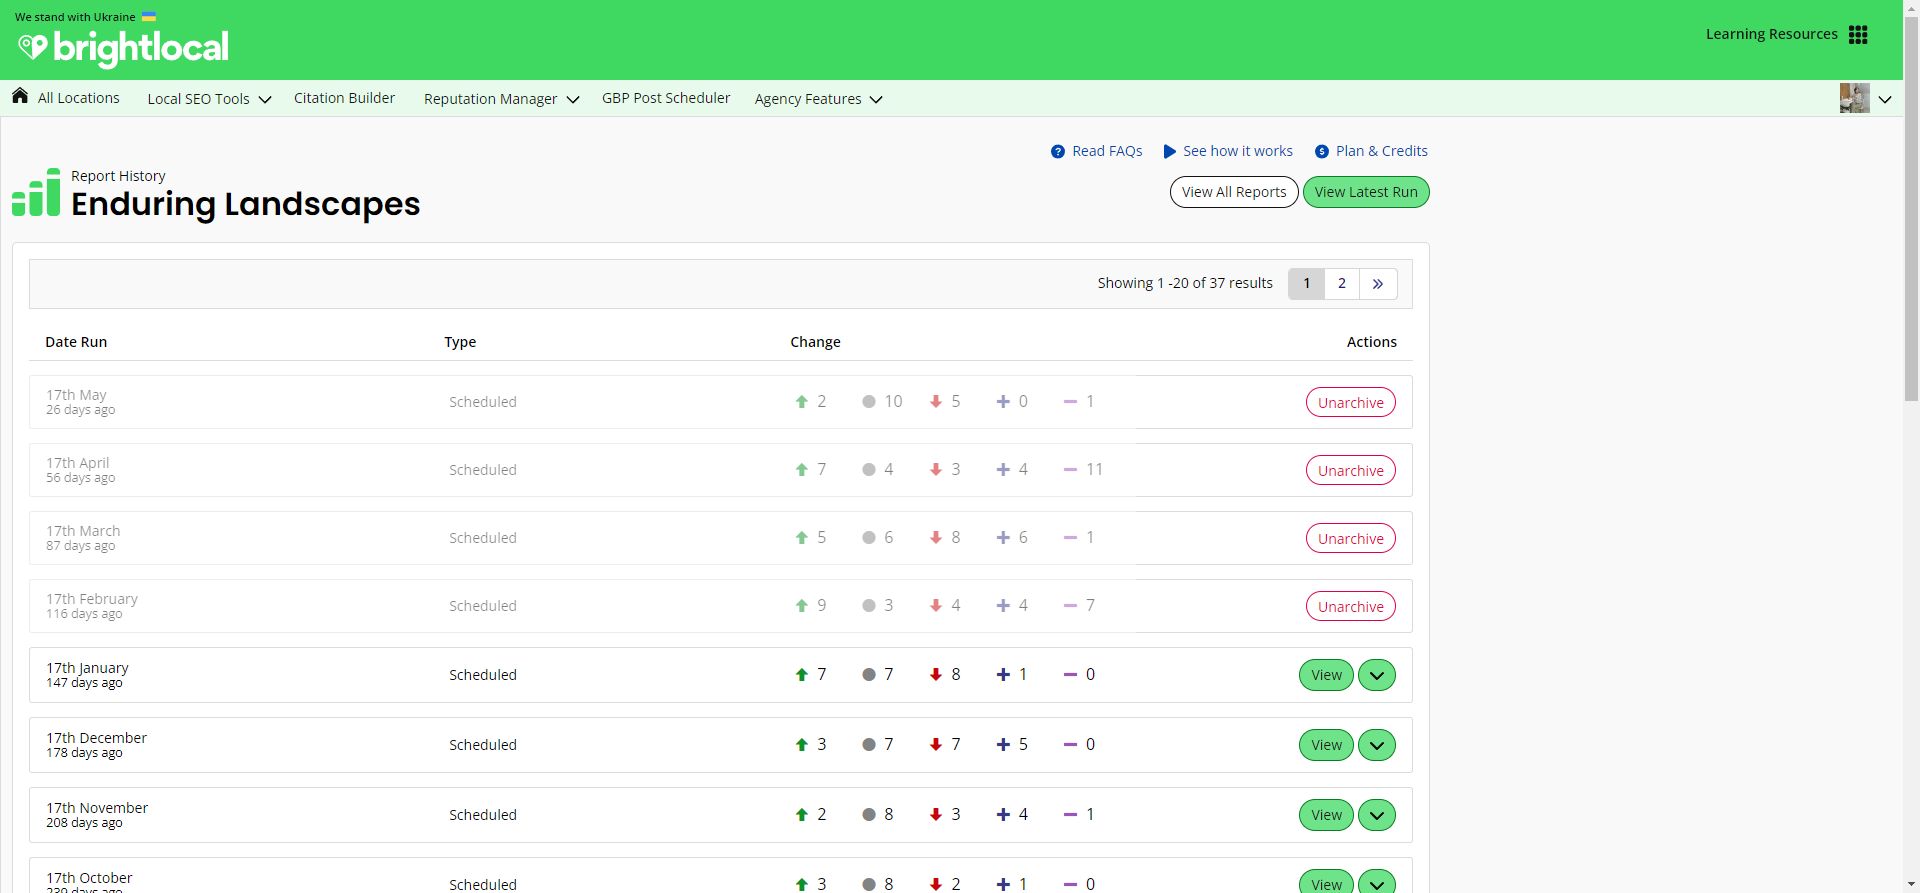 We stand with Ukraine
brightlocal
Learning Resources
All Locations Local SEO Tools Citation Builder Reputation Manager GBP Post Scheduler Agency Features
Read FAQs See how it works Plan & Credits
Report History
Enduring Landscapes
View All Reports View Latest Run
Showing 1 -20 of 37 results 1 2 »
Date Run Type Change Actions
17th May
26 days ago
Scheduled 2 10 5 0 1 Unarchive
17th April
56 days ago
Scheduled 7 4 3 4 11 Unarchive
17th March
87 days ago
Scheduled 5 6 8 6 1 Unarchive
17th February
116 days ago
Scheduled 9 3 4 4 7 Unarchive
17th January
147 days ago
Scheduled 7 7 8 1 0 View
17th December
178 days ago
Scheduled 3 7 7 5 0 View
17th November
208 days ago
Scheduled 2 8 3 4 1 View
17th October
239 days ago
Scheduled 3 8 2 1 0 View